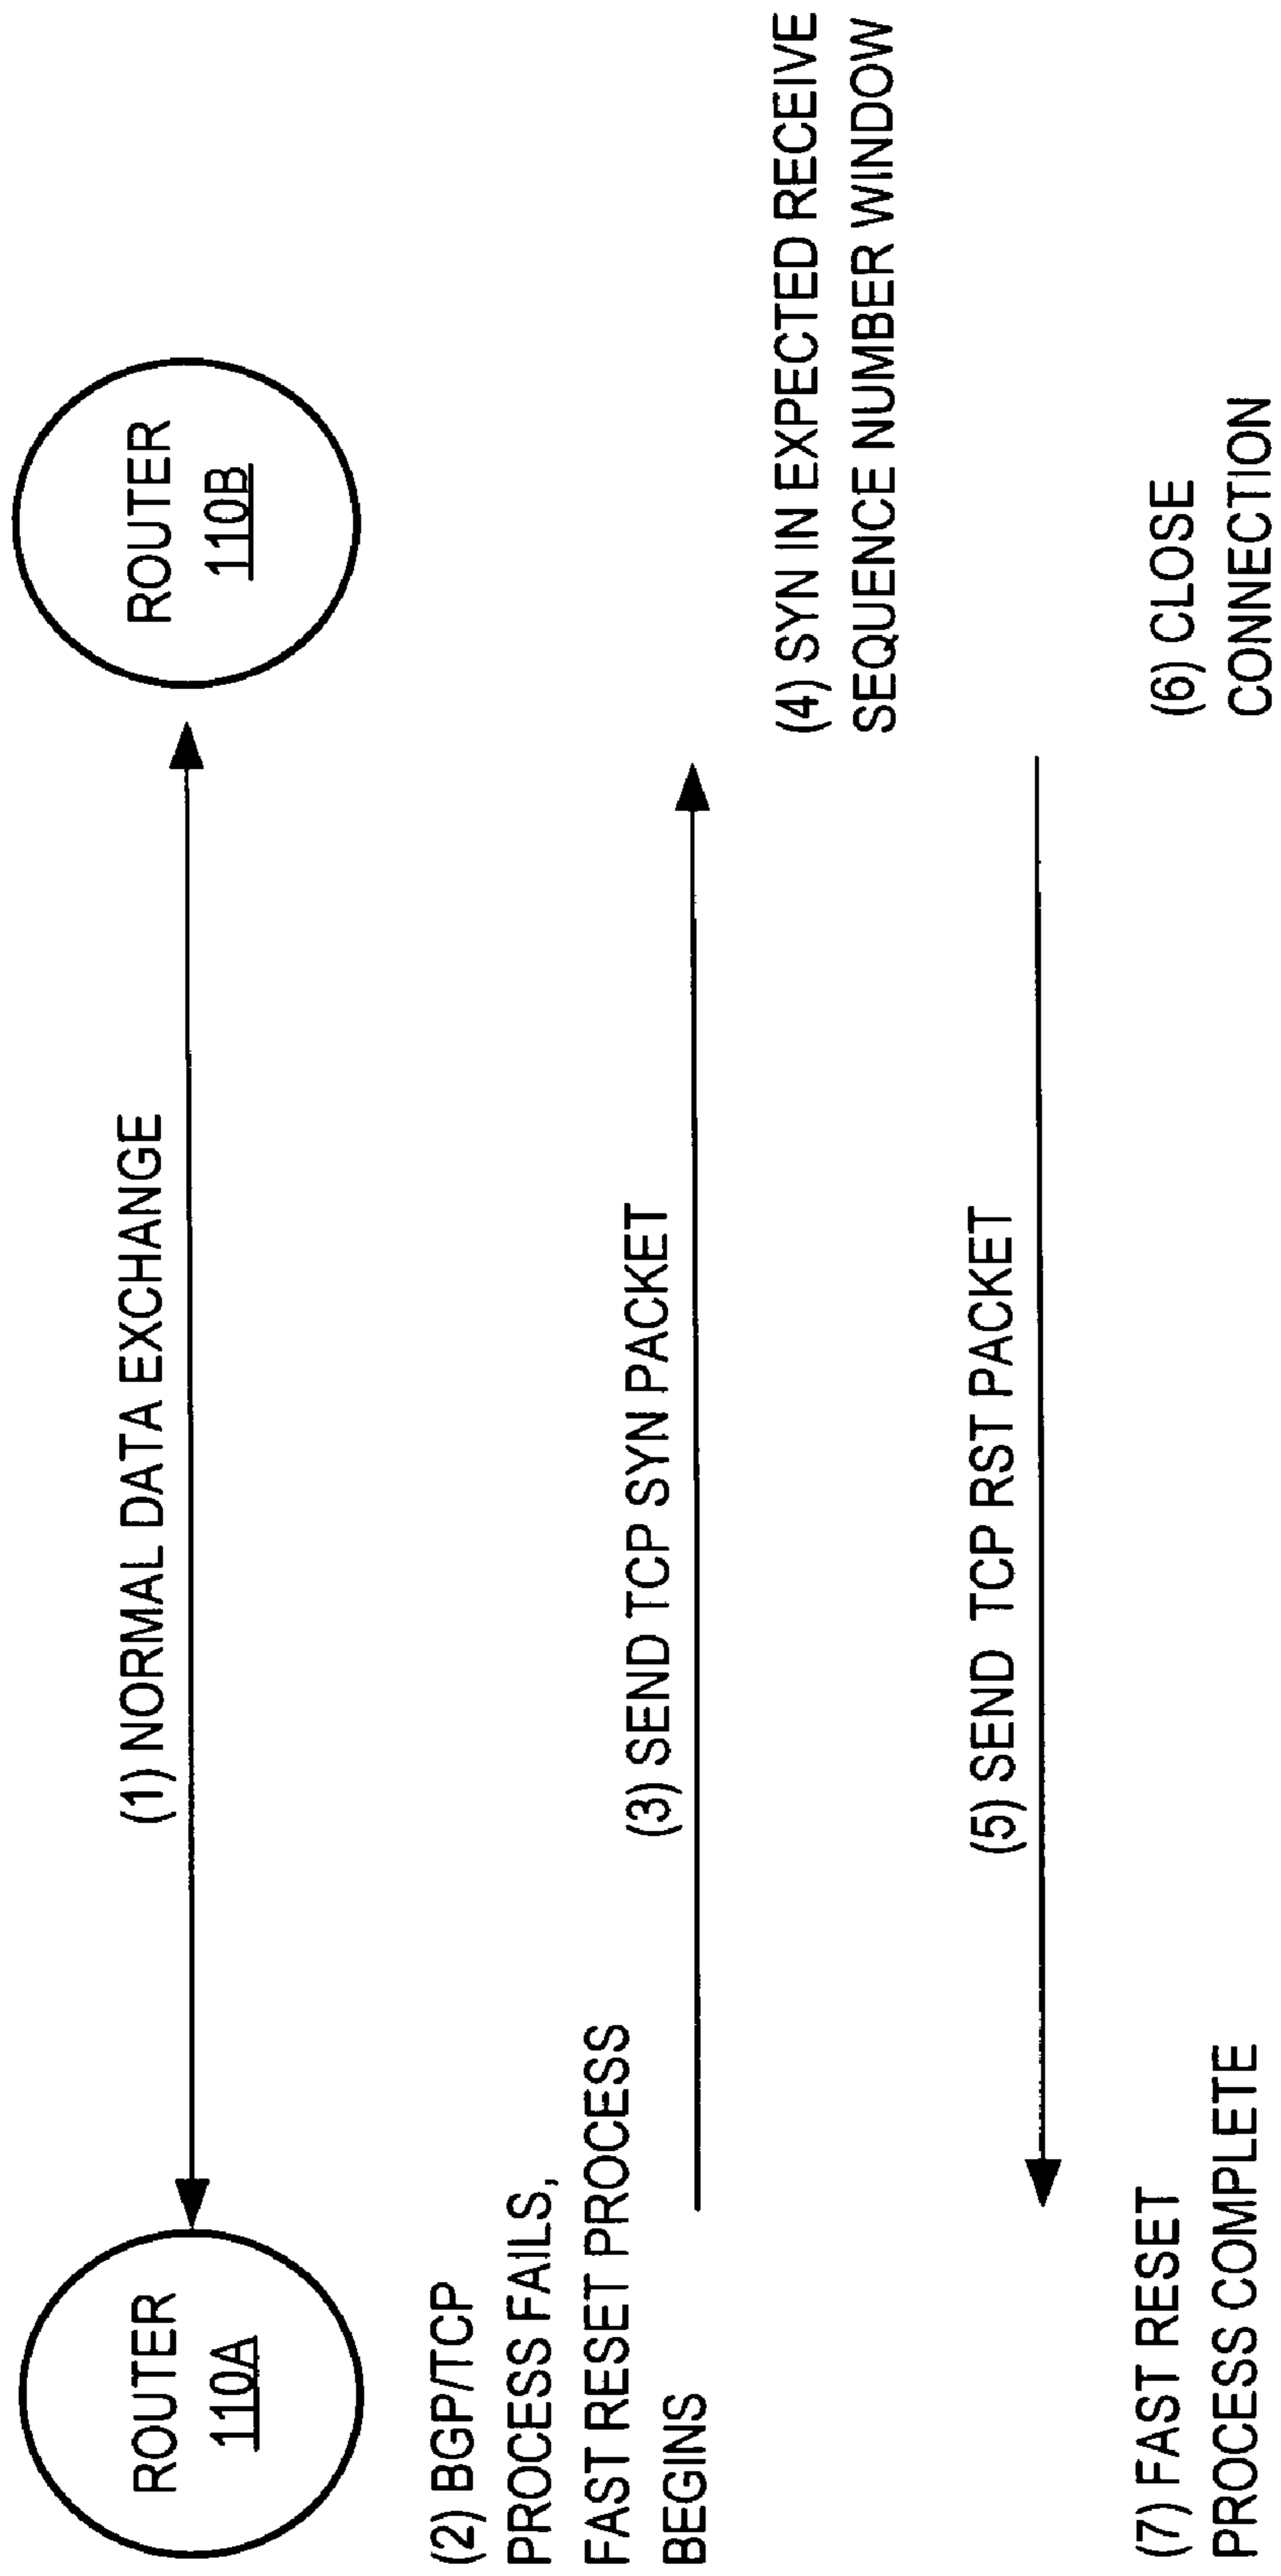 ROUTER
110A
ROUTER
110B
(1) NORMAL DATA EXCHANGE
(2) BGP/TCP
PROCESS FAILS,
FAST RESET PROCESS
BEGINS
(3) SEND TCP SYN PACKET
(4) SYN IN EXPECTED RECEIVE
SEQUENCE NUMBER WINDOW
(5) SEND TCP RST PACKET
(6) CLOSE
CONNECTION
(7) FAST RESET
PROCESS COMPLETE